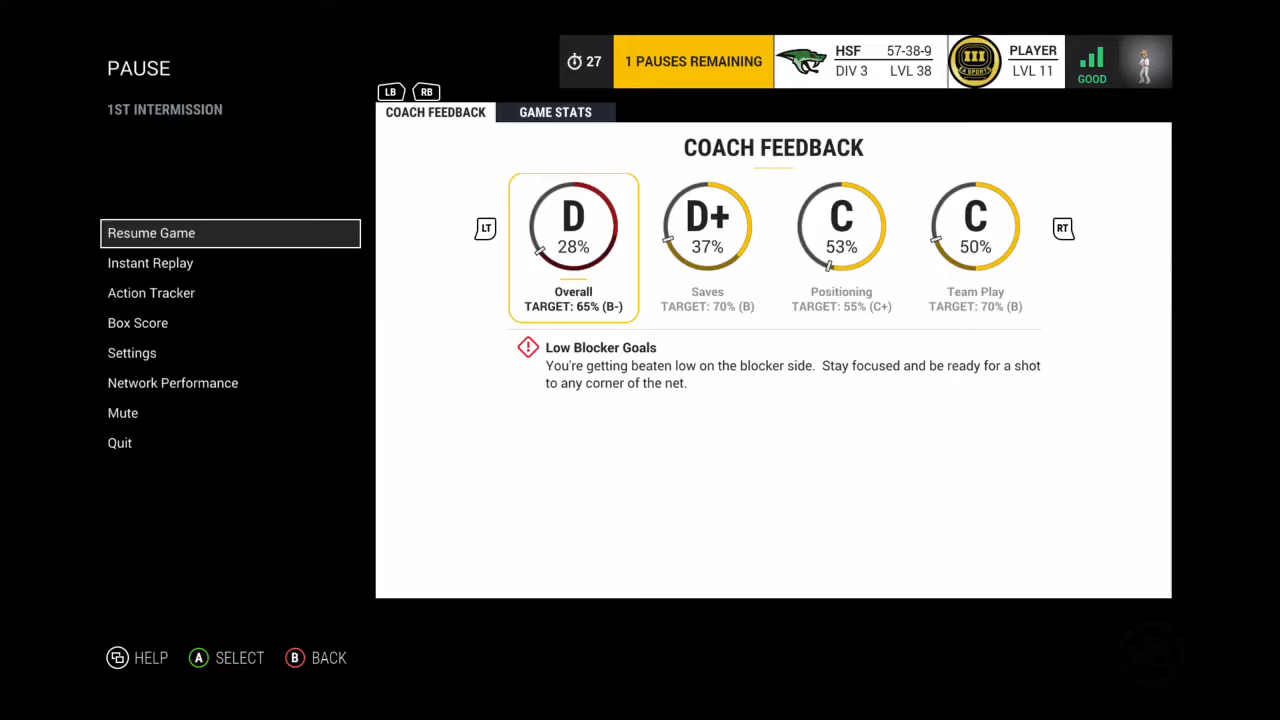 PAUSE
1ST INTERMISSION
27
1 PAUSES REMAINING
HSF 57-38-9
DIV 3 LVL 38
PLAYER
LVL 11
GOOD
LB RB
COACH FEEDBACK GAME STATS
COACH FEEDBACK
LT
D
28%
Overall
TARGET: 65% (B-)
D+
37%
Saves
TARGET: 70% (B)
C
53%
Positioning
TARGET: 55% (C+)
C
50%
Team Play
TARGET: 70% (B)
RT
Low Blocker Goals
You're getting beaten low on the blocker side. Stay focused and be ready for a shot
to any corner of the net.
Resume Game
Instant Replay
Action Tracker
Box Score
Settings
Network Performance
Mute
Quit
HELP A SELECT B BACK